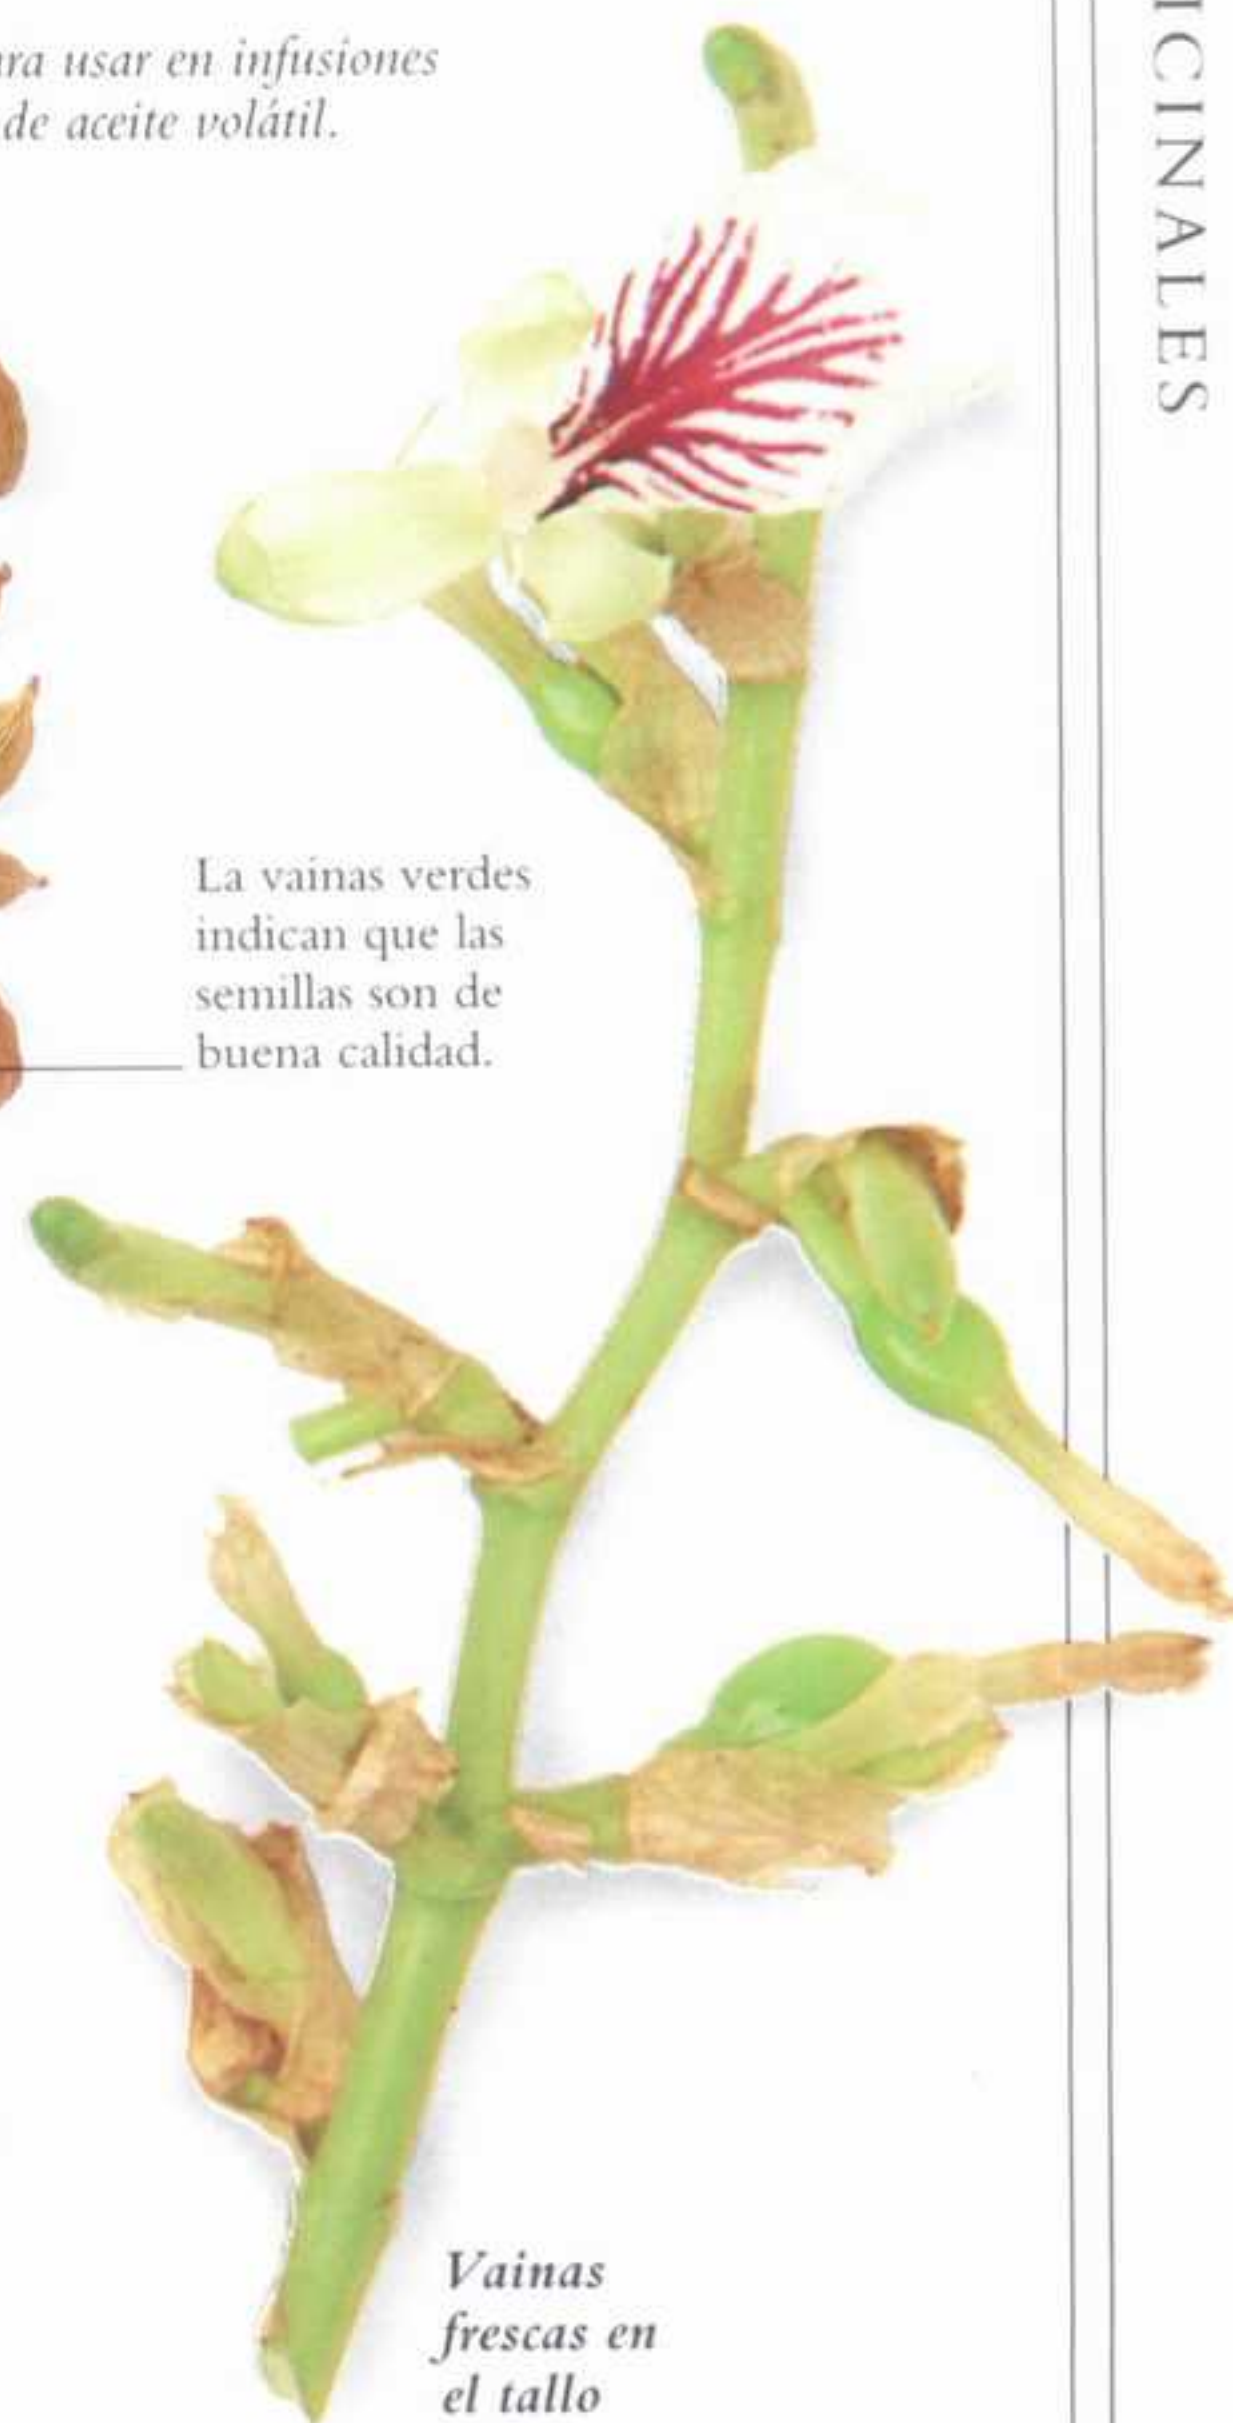 usar en infusiones
de aceite volátil.
ICINALES
La vainas verdes
indican que las
semillas son de
buena calidad.
Vainas
frescas en
el tallo